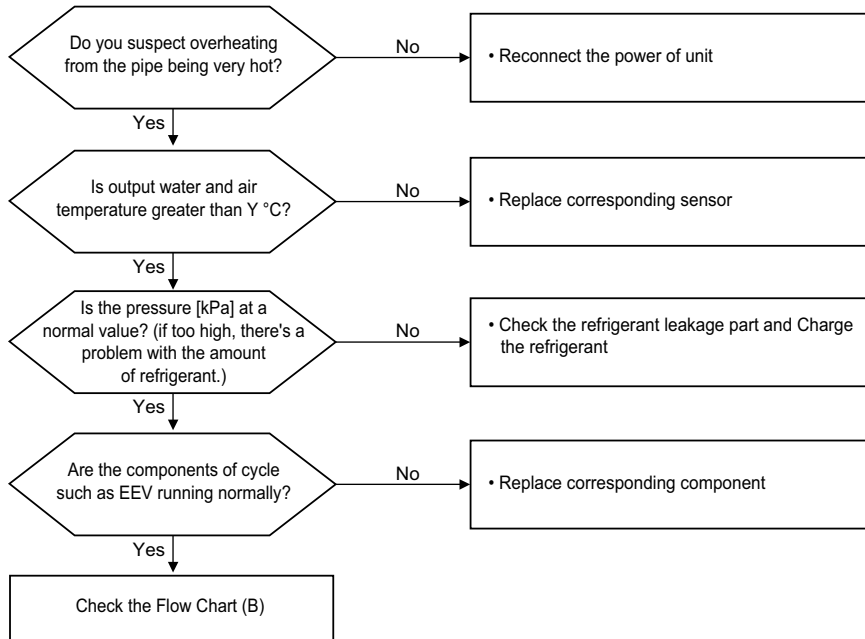 Do you suspect overheating
from the pipe being very hot?
No
• Reconnect the power of unit
Yes
Is output water and air
temperature greater than Y °C?
No
• Replace corresponding sensor
Yes
Is the pressure [kPa] at a
normal value? (if too high, there's a
problem with the amount
of refrigerant.)
No
• Check the refrigerant leakage part and Charge
the refrigerant
Yes
Are the components of cycle
such as EEV running normally?
No
• Replace corresponding component
Yes
Check the Flow Chart (B)